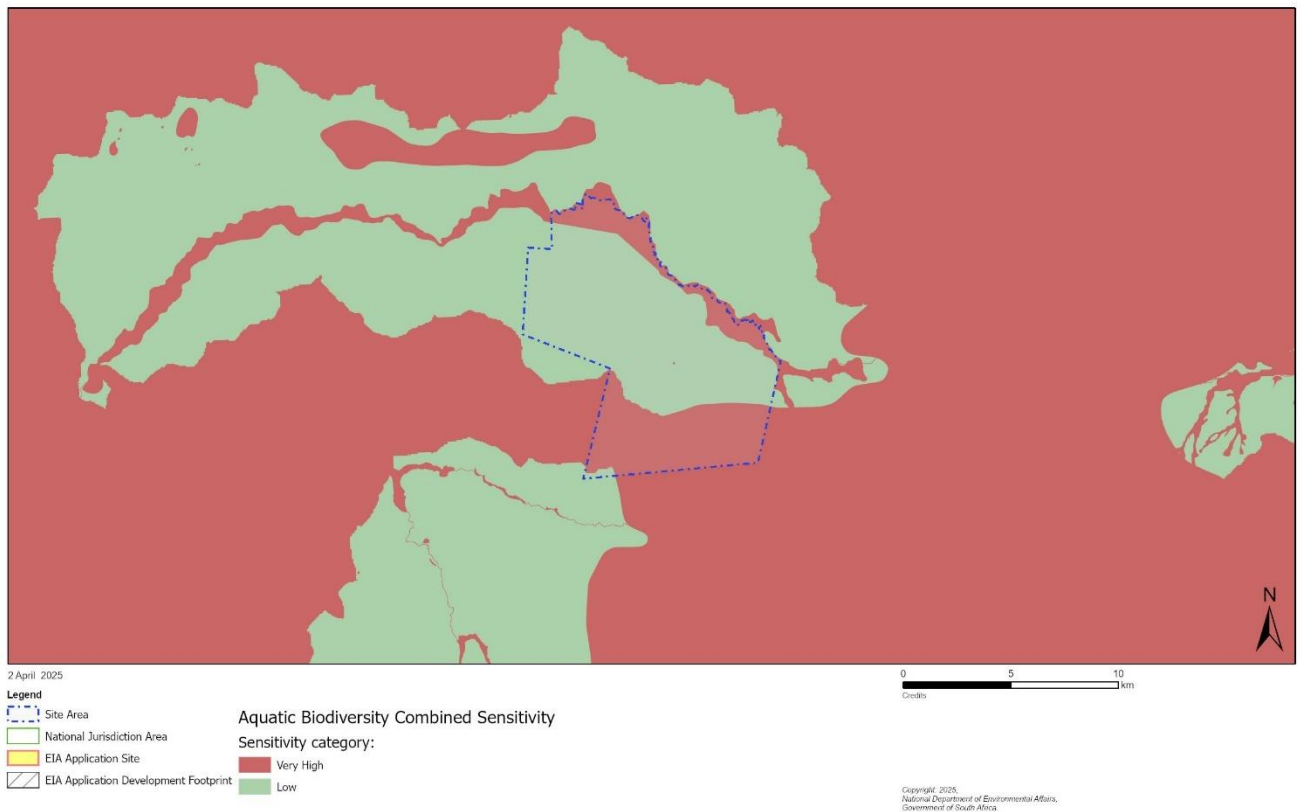 N
2 April 2025
0 5 10
km
Credits
Legend
Site Area
National Jurisdiction Area
EIA Application Site
EIA Application Development Footprint
Aquatic Biodiversity Combined Sensitivity
Sensitivity category:
Very High
Low
Copyright: 2025,
National Department of Environmental Affairs,
Government of South Africa.